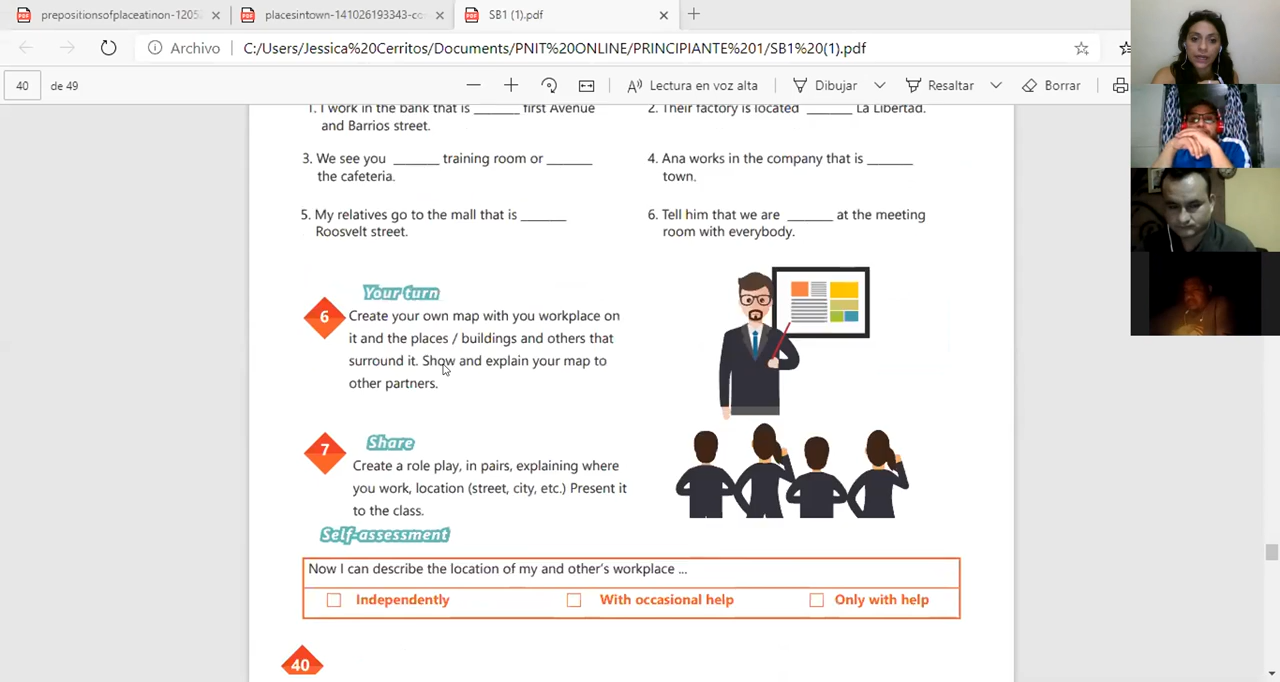 prepositionsofplaceatinon-1205
placesintown-141026193343-co
SB1 (1).pdf
Archivo
C:/Users/Jessica%20Cerritos/Documents/PNIT%20ONLINE/PRINCIPIANTE%201/SB1%20(1).pdf
40
de 49
Lectura en voz alta
Dibujar
Resaltar
Borrar
1. I work in the bank that is _______ first Avenue
and Barrios street.
2. Their factory is located _______ La Libertad.
3. We see you _______ training room or _______
the cafeteria.
4. Ana works in the company that is _______
town.
5. My relatives go to the mall that is _______
Roosvelt street.
6. Tell him that we are _______ at the meeting
room with everybody.
Your turn
6
Create your own map with you workplace on
it and the places / buildings and others that
surround it. Show and explain your map to
other partners.
Share
7
Create a role play, in pairs, explaining where
you work, location (street, city, etc.) Present it
to the class.
Self-assessment
Now I can describe the location of my and other's workplace ...
Independently
With occasional help
Only with help
40